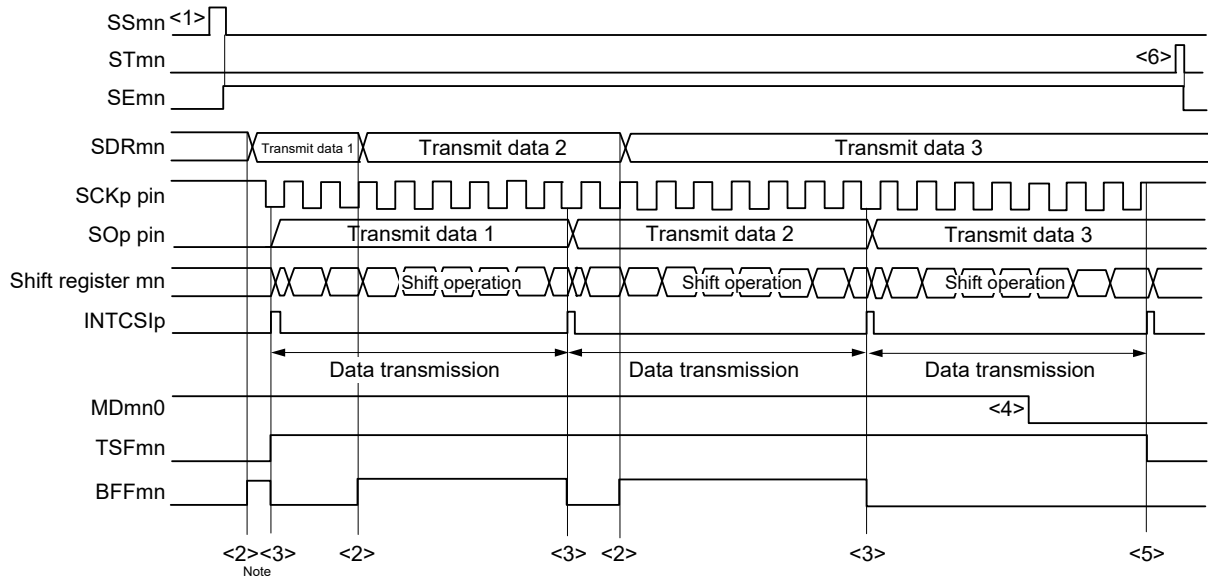 SSmn <1>
STmn <6>
SEmn
SDRmn Transmit data 1 Transmit data 2 Transmit data 3
SCKp pin
SOp pin Transmit data 1 Transmit data 2 Transmit data 3
Shift register mn Shift operation Shift operation Shift operation
INTCSIp
Data transmission Data transmission Data transmission
MDmn0 <4>
TSFmn
BFFmn
<2> <3> <2> <3> <2> <3> <5>
Note